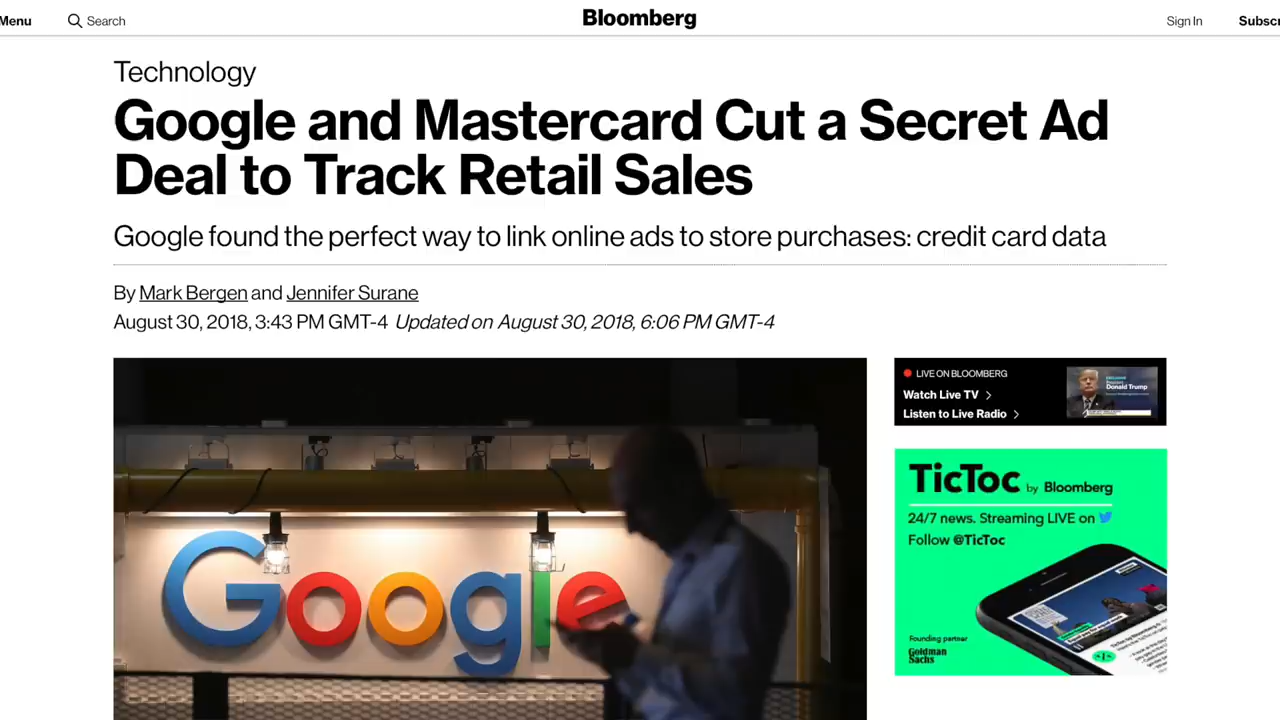 Menu
Search
Bloomberg
Sign In
Subscr
Technology
Google and Mastercard Cut a Secret Ad
Deal to Track Retail Sales
Google found the perfect way to link online ads to store purchases: credit card data
By Mark Bergen and Jennifer Surane
August 30, 2018, 3:43 PM GMT-4 Updated on August 30, 2018, 6:06 PM GMT-4
Google
LIVE ON BLOOMBERG
Watch Live TV
Listen to Live Radio
Donald Trump
TicToc by Bloomberg
24/7 news. Streaming LIVE on
Follow @TicToc
Founding partner
Goldman
Sachs